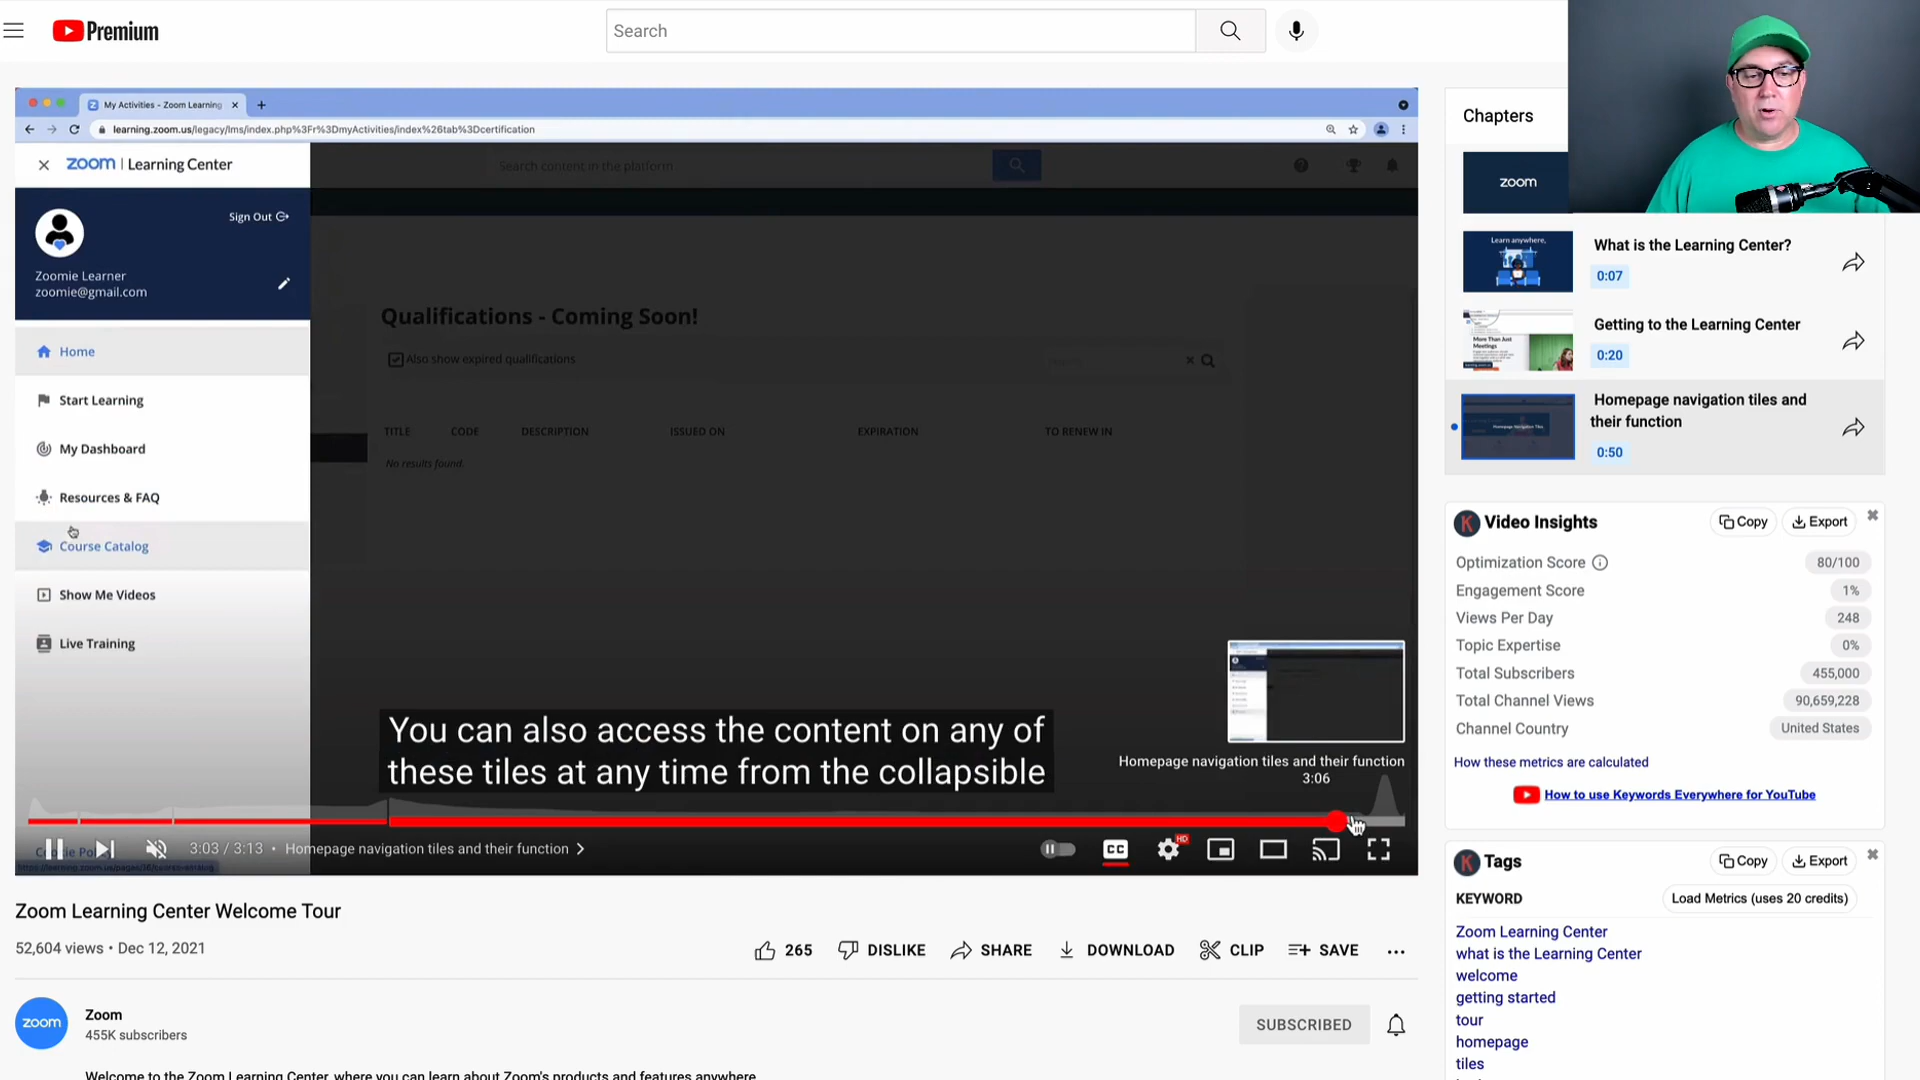 Premium
Search
My Activities - Zoom Learning
learning.zoom.us/legacy/lms/index.php%3Fr%3DmyActivities/index%26tab%3Dcertification
zoom | Learning Center
Search content in the platform
Sign Out
Zoomie Learner
zoomie@gmail.com
Home
Start Learning
My Dashboard
Resources & FAQ
Course Catalog
Show Me Videos
Live Training
Qualifications - Coming Soon!
Also show expired qualifications
TITLE CODE DESCRIPTION ISSUED ON EXPIRATION TO RENEW IN
No results found.
You can also access the content on any of
these tiles at any time from the collapsible
Homepage navigation tiles and their function
3:06
3:03 / 3:13 • Homepage navigation tiles and their function
CC
HD
Zoom Learning Center Welcome Tour
52,604 views • Dec 12, 2021
265 DISLIKE SHARE DOWNLOAD CLIP SAVE
zoom
Zoom
455K subscribers
SUBSCRIBED
Welcome to the Zoom Learning Center, where you can learn about Zoom's products and features anywhere
Chapters
zoom
Learn anywhere,
What is the Learning Center?
0:07
More Than Just
Meetings
Getting to the Learning Center
0:20
Homepage Navigation Tiles
Homepage navigation tiles and
their function
0:50
K Video Insights Copy Export
Optimization Score 80/100
Engagement Score 1%
Views Per Day 248
Topic Expertise 0%
Total Subscribers 455,000
Total Channel Views 90,659,228
Channel Country United States
How these metrics are calculated
How to use Keywords Everywhere for YouTube
K Tags Copy Export
KEYWORD Load Metrics (uses 20 credits)
Zoom Learning Center
what is the Learning Center
welcome
getting started
tour
homepage
tiles